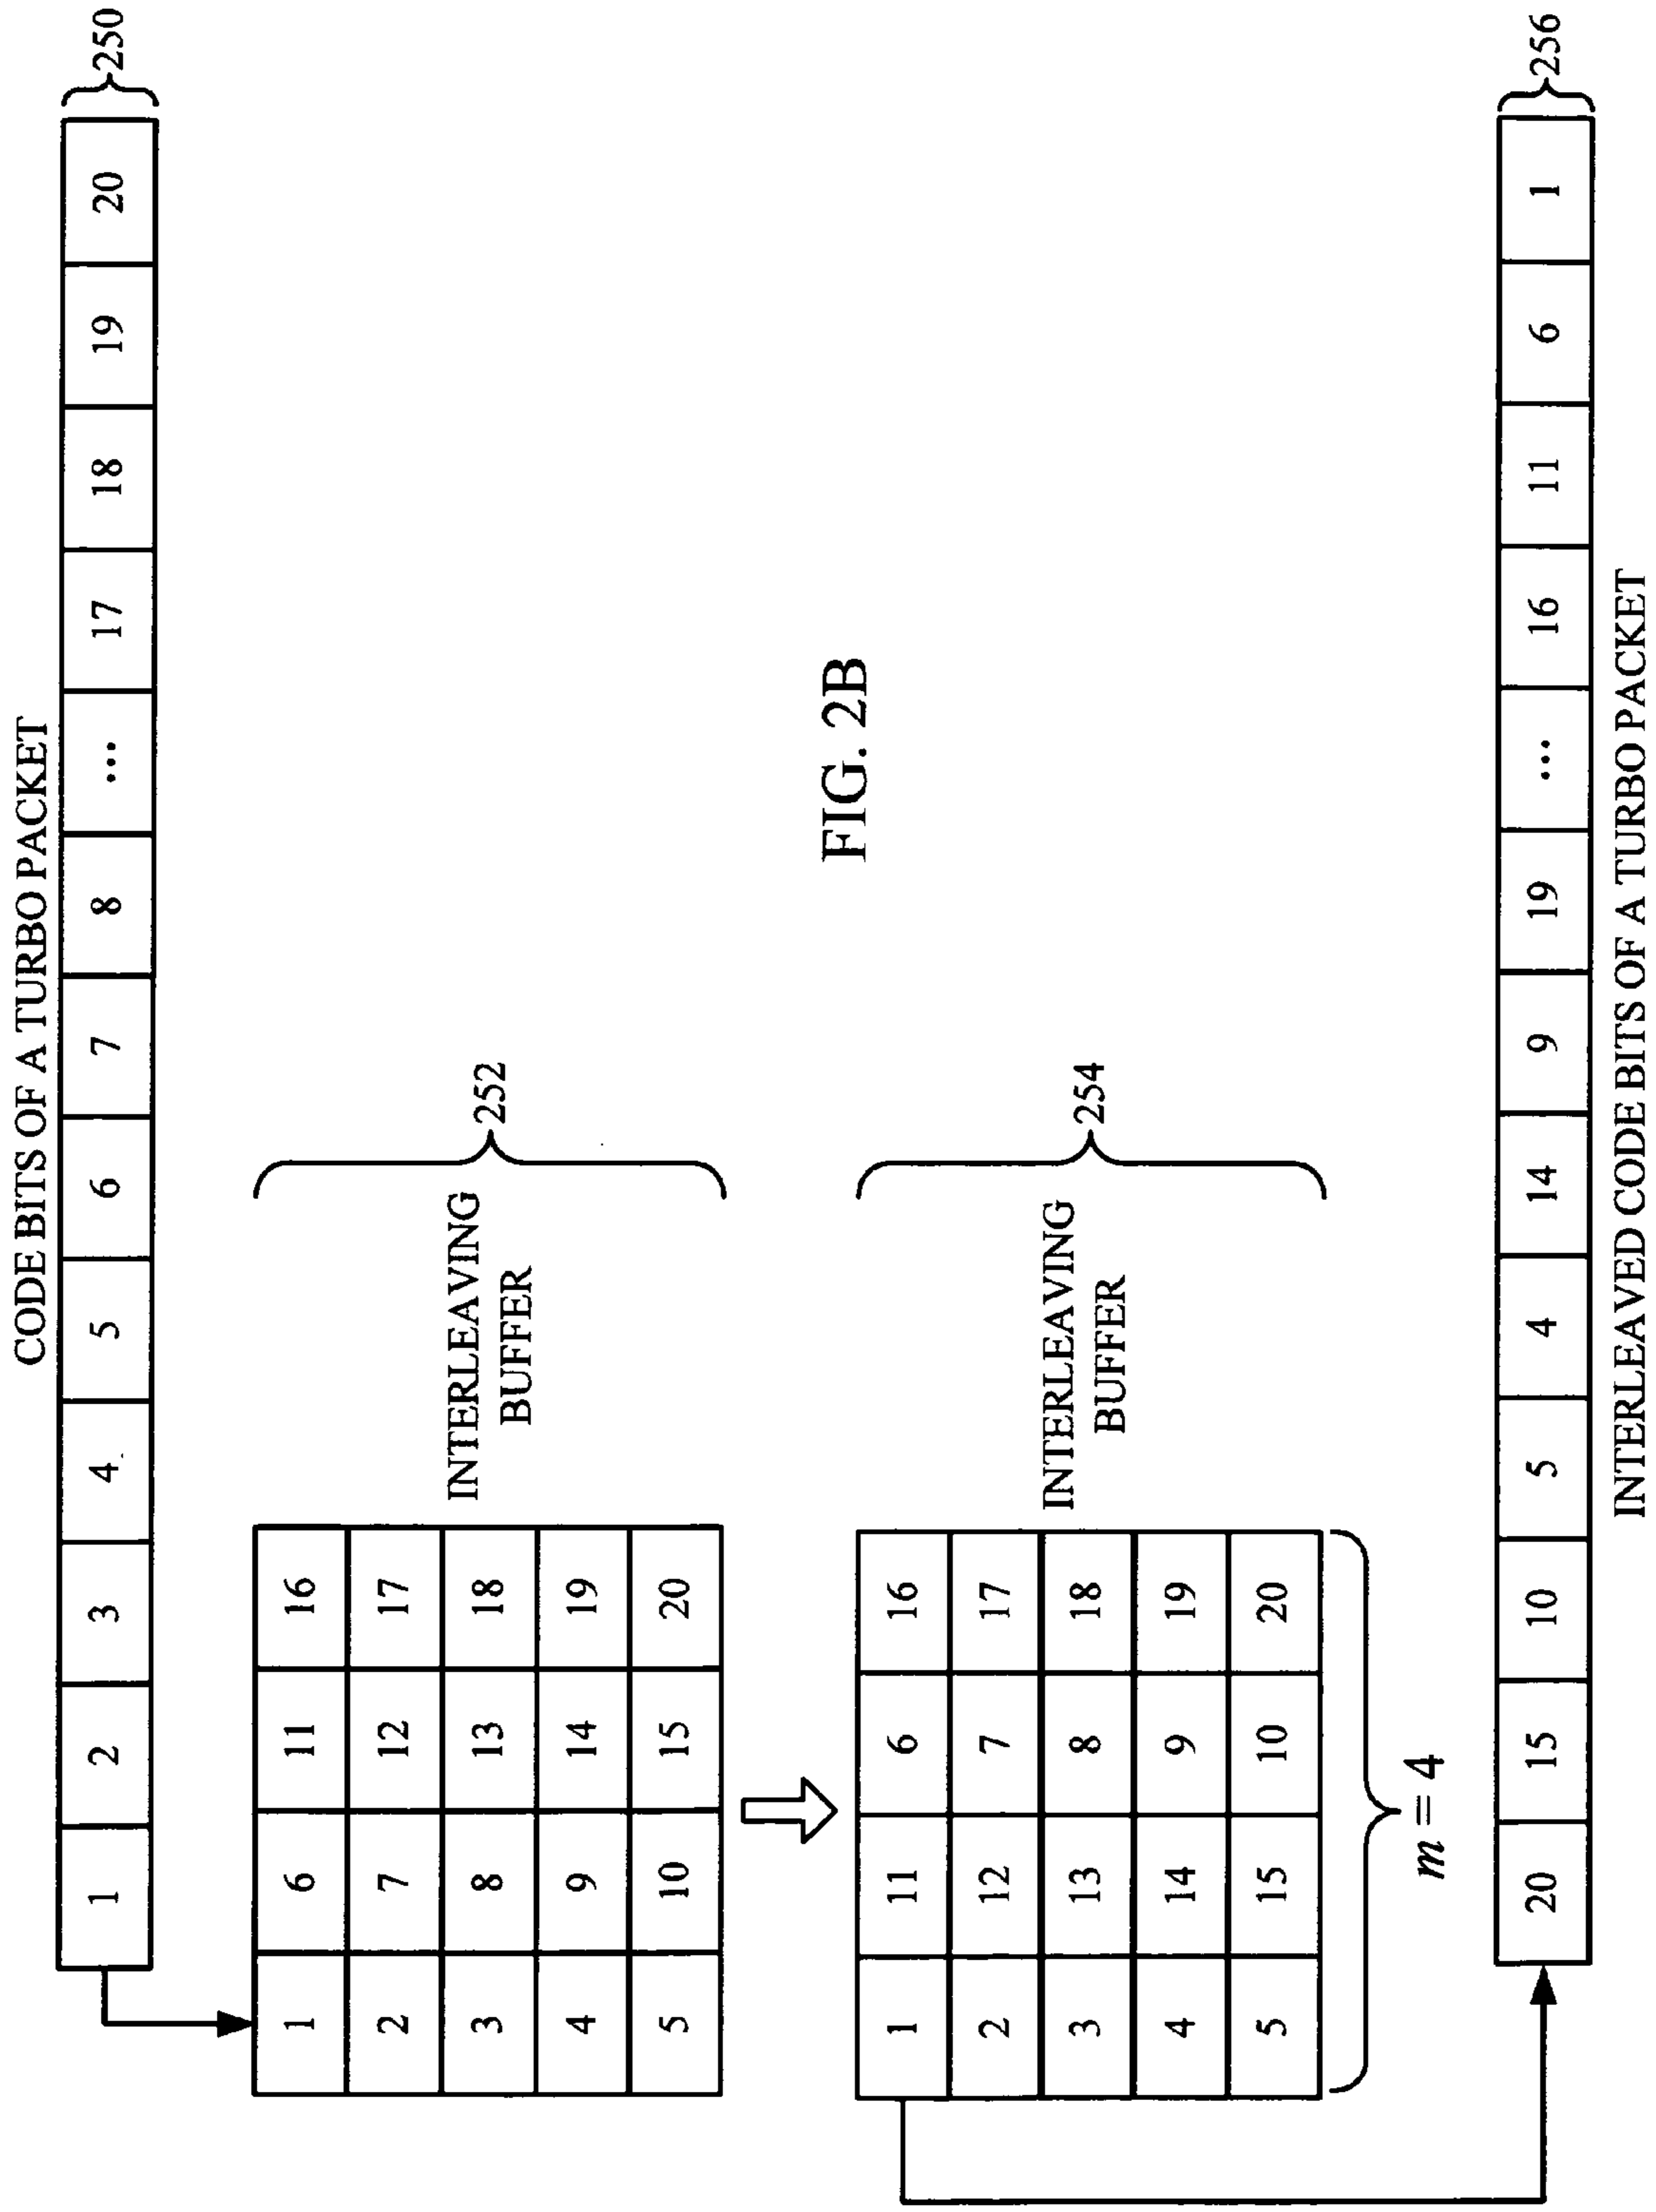 CODE BITS OF A TURBO PACKET
1 2 3 4 5 6 7 8 ... 17 18 19 20
250
1 6 11 16
2 7 12 17
3 8 13 18
4 9 14 19
5 10 15 20
INTERLEAVING
BUFFER
252
1 11 6 16
2 12 7 17
3 13 8 18
4 14 9 19
5 15 10 20
m = 4
INTERLEAVING
BUFFER
254
FIG. 2B
20 15 10 5 4 14 9 19 ... 16 11 6 1
256
INTERLEAVED CODE BITS OF A TURBO PACKET